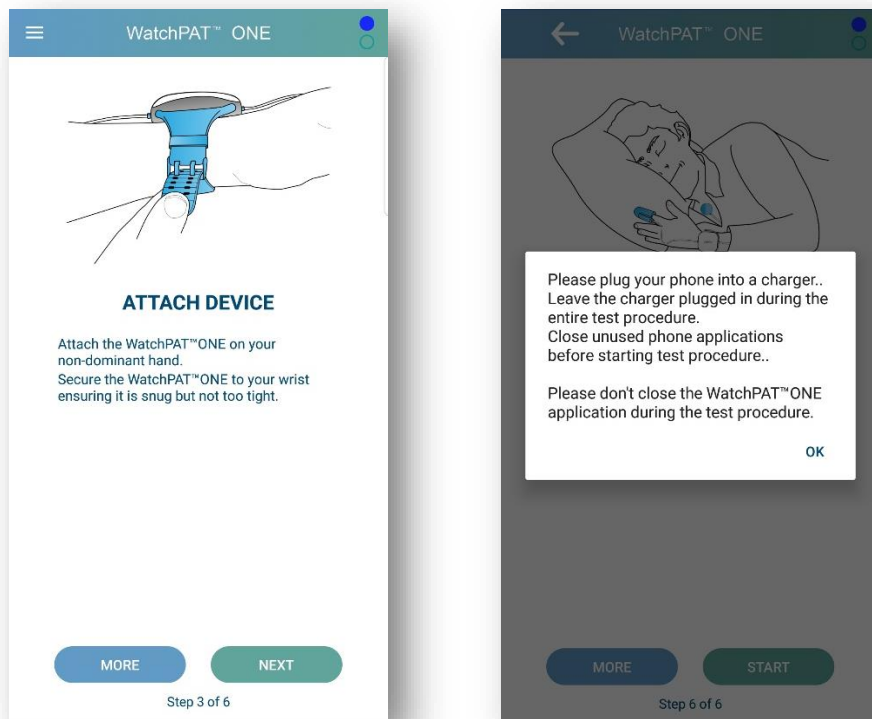 WatchPAT™ ONE
ATTACH DEVICE
Attach the WatchPAT™ONE on your
non-dominant hand.
Secure the WatchPAT™ONE to your wrist
ensuring it is snug but not too tight.
MORE
NEXT
Step 3 of 6
WatchPAT™ ONE
Please plug your phone into a charger..
Leave the charger plugged in during the
entire test procedure.
Close unused phone applications
before starting test procedure..
Please don't close the WatchPAT™ONE
application during the test procedure.
OK
MORE
START
Step 6 of 6